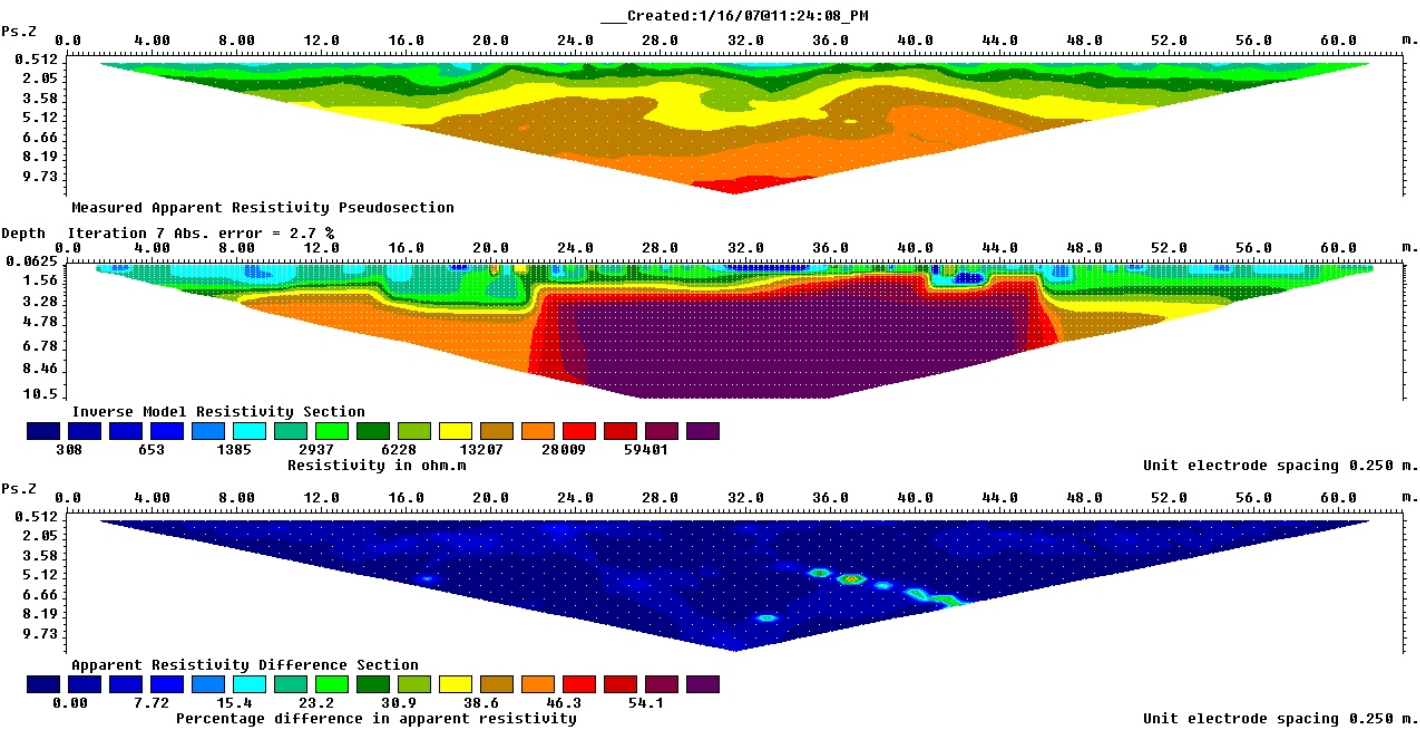 ___Created:1/16/07@11:24:08_PM
Ps.Z 0.0 4.00 8.00 12.0 16.0 20.0 24.0 28.0 32.0 36.0 40.0 44.0 48.0 52.0 56.0 60.0 m.
0.512
2.05
3.58
5.12
6.66
8.19
9.73
Measured Apparent Resistivity Pseudosection
Depth Iteration 7 Abs. error = 2.7 %
0.0 4.00 8.00 12.0 16.0 20.0 24.0 28.0 32.0 36.0 40.0 44.0 48.0 52.0 56.0 60.0 m.
0.0625
1.56
3.28
4.78
6.78
8.46
10.5
Inverse Model Resistivity Section
308 653 1385 2937 6228 13207 28009 59401
Resistivity in ohm.m
Unit electrode spacing 0.250 m.
Ps.Z 0.0 4.00 8.00 12.0 16.0 20.0 24.0 28.0 32.0 36.0 40.0 44.0 48.0 52.0 56.0 60.0 m.
0.512
2.05
3.58
5.12
6.66
8.19
9.73
Apparent Resistivity Difference Section
0.00 7.72 15.4 23.2 30.9 38.6 46.3 54.1
Percentage difference in apparent resistivity
Unit electrode spacing 0.250 m.